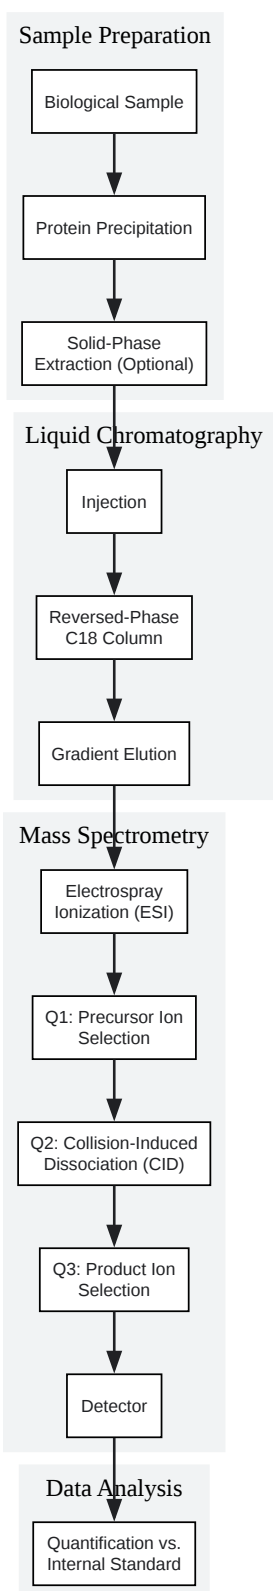 Sample Preparation
Biological Sample
Protein Precipitation
Solid-Phase
Extraction (Optional)
Liquid Chromatography
Injection
Reversed-Phase
C18 Column
Gradient Elution
Mass Spectrometry
Electrospray
Ionization (ESI)
Q1: Precursor Ion
Selection
Q2: Collision-Induced
Dissociation (CID)
Q3: Product Ion
Selection
Detector
Data Analysis
Quantification vs.
Internal Standard